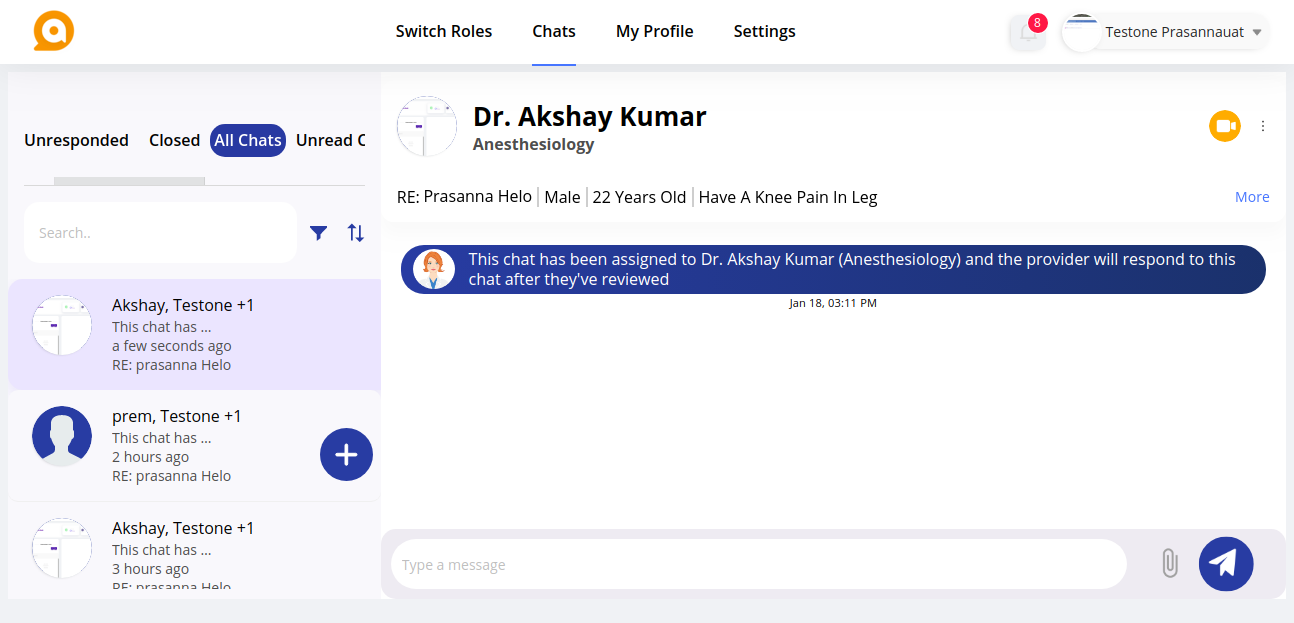 Switch Roles
Chats
My Profile
Settings
8
Testone Prasannauat
Unresponded
Closed
All Chats
Unread C
Search..
Akshay, Testone +1
This chat has ...
a few seconds ago
RE: prasanna Helo
prem, Testone +1
This chat has ...
2 hours ago
RE: prasanna Helo
Akshay, Testone +1
This chat has ...
3 hours ago
RE: prasanna Helo
Dr. Akshay Kumar
Anesthesiology
RE: Prasanna Helo
Male
22 Years Old
Have A Knee Pain In Leg
More
This chat has been assigned to Dr. Akshay Kumar (Anesthesiology) and the provider will respond to this
chat after they've reviewed
Jan 18, 03:11 PM
Type a message